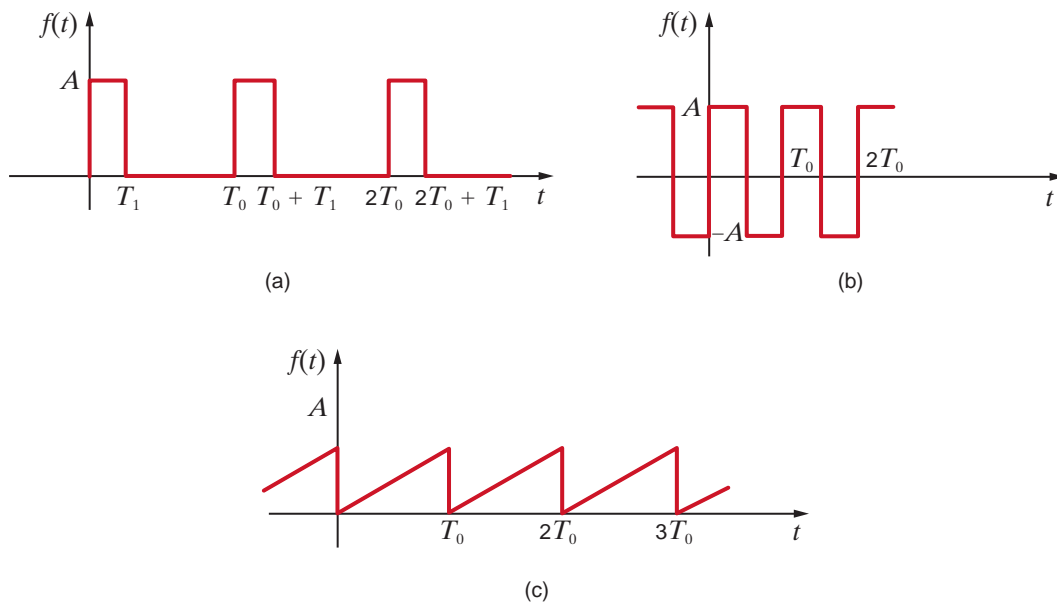 f(t)
A
T₁ T₀ T₀ + T₁ 2T₀ 2T₀ + T₁ t
(a)
f(t)
A
T₀ 2T₀
t
–A
(b)
f(t)
A
T₀ 2T₀ 3T₀ t
(c)